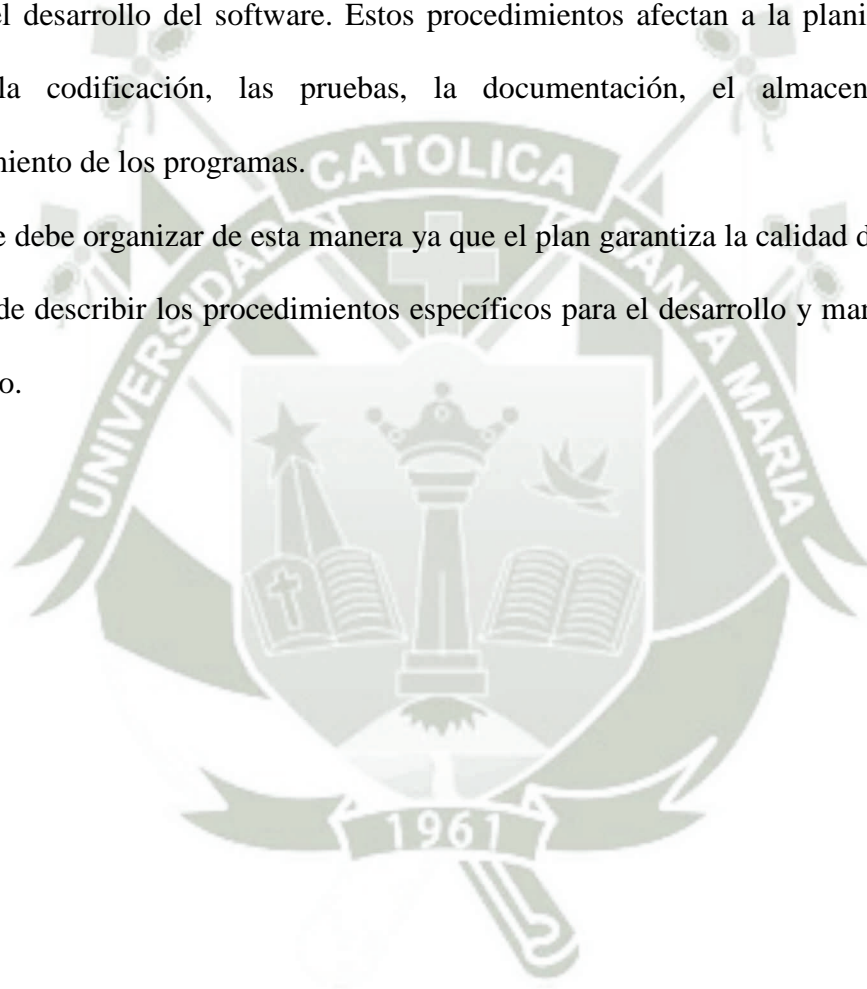 el desarrollo del software. Estos procedimientos afectan a la plani
la codificación, las pruebas, la documentación, el almacen
miento de los programas.
e debe organizar de esta manera ya que el plan garantiza la calidad d
de describir los procedimientos específicos para el desarrollo y mar
o.
UNIVERSIDAD CATOLICA SANTA MARIA
1961